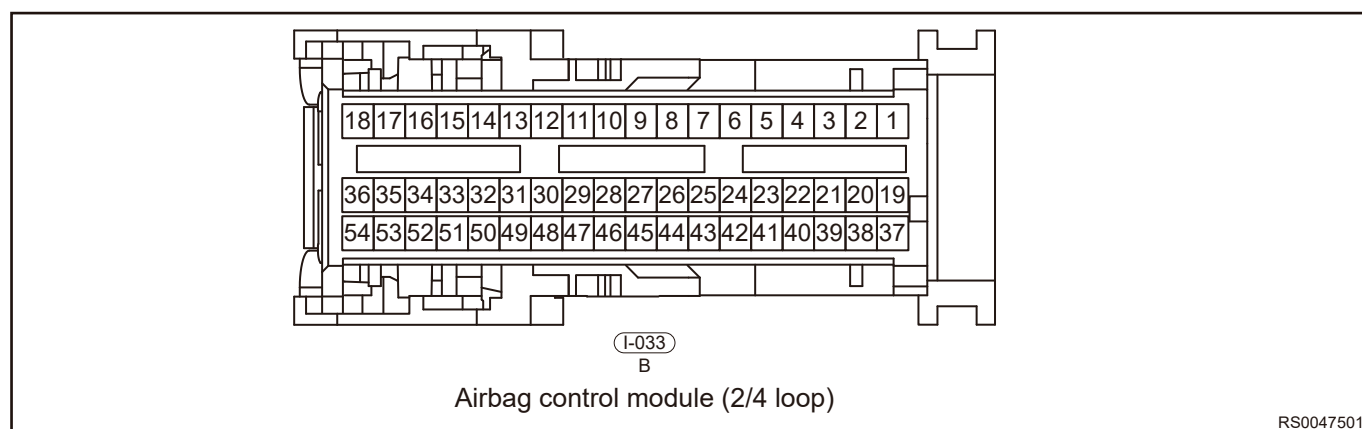 18 17 16 15 14 13 12 11 10 9 8 7 6 5 4 3 2 1
36 35 34 33 32 31 30 29 28 27 26 25 24 23 22 21 20 19
54 53 52 51 50 49 48 47 46 45 44 43 42 41 40 39 38 37
I-033
B
Airbag control module (2/4 loop)
RS0047501